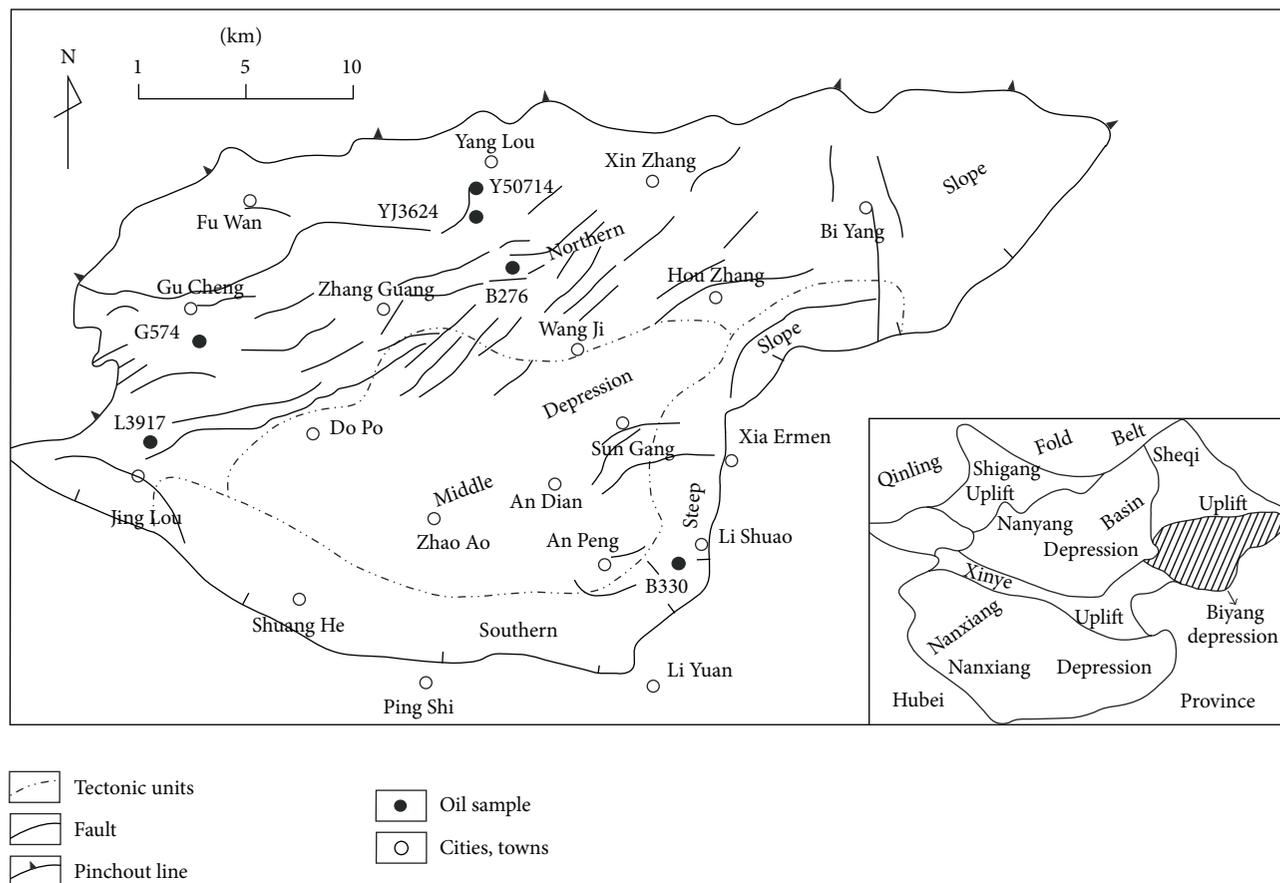 (km)
N
1 5 10
Yang Lou
Xin Zhang
Slope
Y50714
YJ3624
Fu Wan
Bi Yang
Northern
Hou Zhang
Gu Cheng
Zhang Guang
B276
G574
Wang Ji
Slope
Depression
L3917
Do Po
Xia Ermen
Sun Gang
Middle
An Dian
Steep
Jing Lou
Zhao Ao
An Peng
Li Shuao
B330
Shuang He
Southern
Li Yuan
Ping Shi
Fold
Belt
Qinling
Shigang
Uplift
Sheqi
Uplift
Nanyang
Basin
Depression
Xinye
Uplift
Biyang
depression
Nanxiang
Nanxiang
Depression
Hubei
Province
Tectonic units
Fault
Pinchout line
Oil sample
Cities, towns